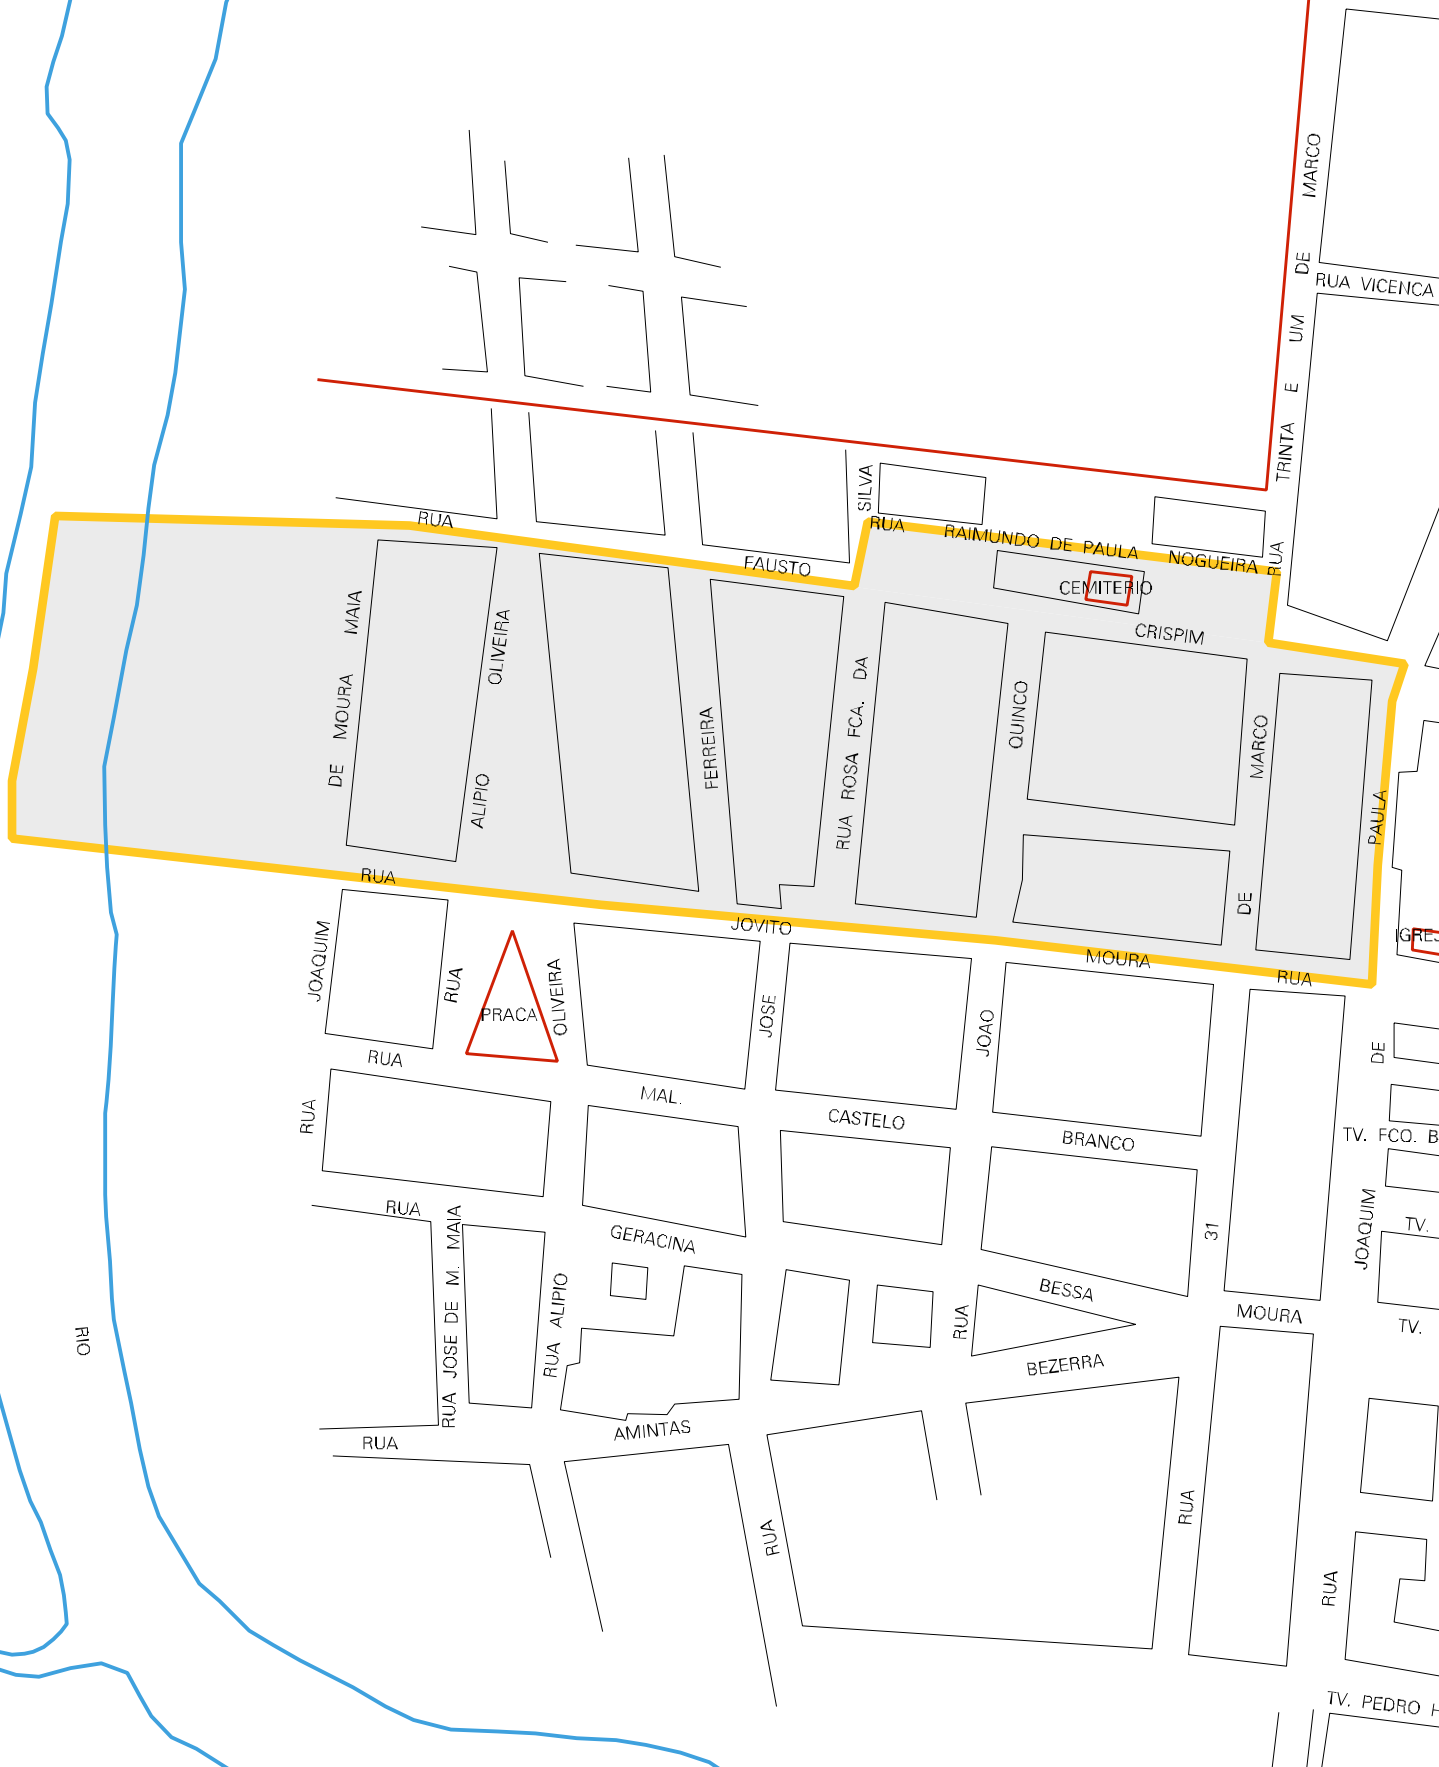 MARCO
DE
RUA VICENCA
UM
E
TRINTA
SILVA
RUA
RUA
RAIMUNDO DE PAULA
NOGUEIRA
RUA
FAUSTO
CEMITERIO
CRISPIM
MAIA
OLIVEIRA
DE MOURA
ALIPIO
FERREIRA
RUA ROSA FCA. DA
QUINCO
MARCO
DE
PAULA
RUA
JOVITO
MOURA
RUA
JOAQUIM
RUA
PRACA
OLIVEIRA
JOSE
JOAO
DE
RUA
RUA
MAL.
CASTELO
BRANCO
TV. FCO. B
RUA
RUA JOSE DE M. MAIA
GERACINA
31
JOAQUIM
TV.
RUA ALIPIO
BESSA
RUA
MOURA
TV.
RIO
BEZERRA
AMINTAS
RUA
RUA
RUA
RUA
TV. PEDRO